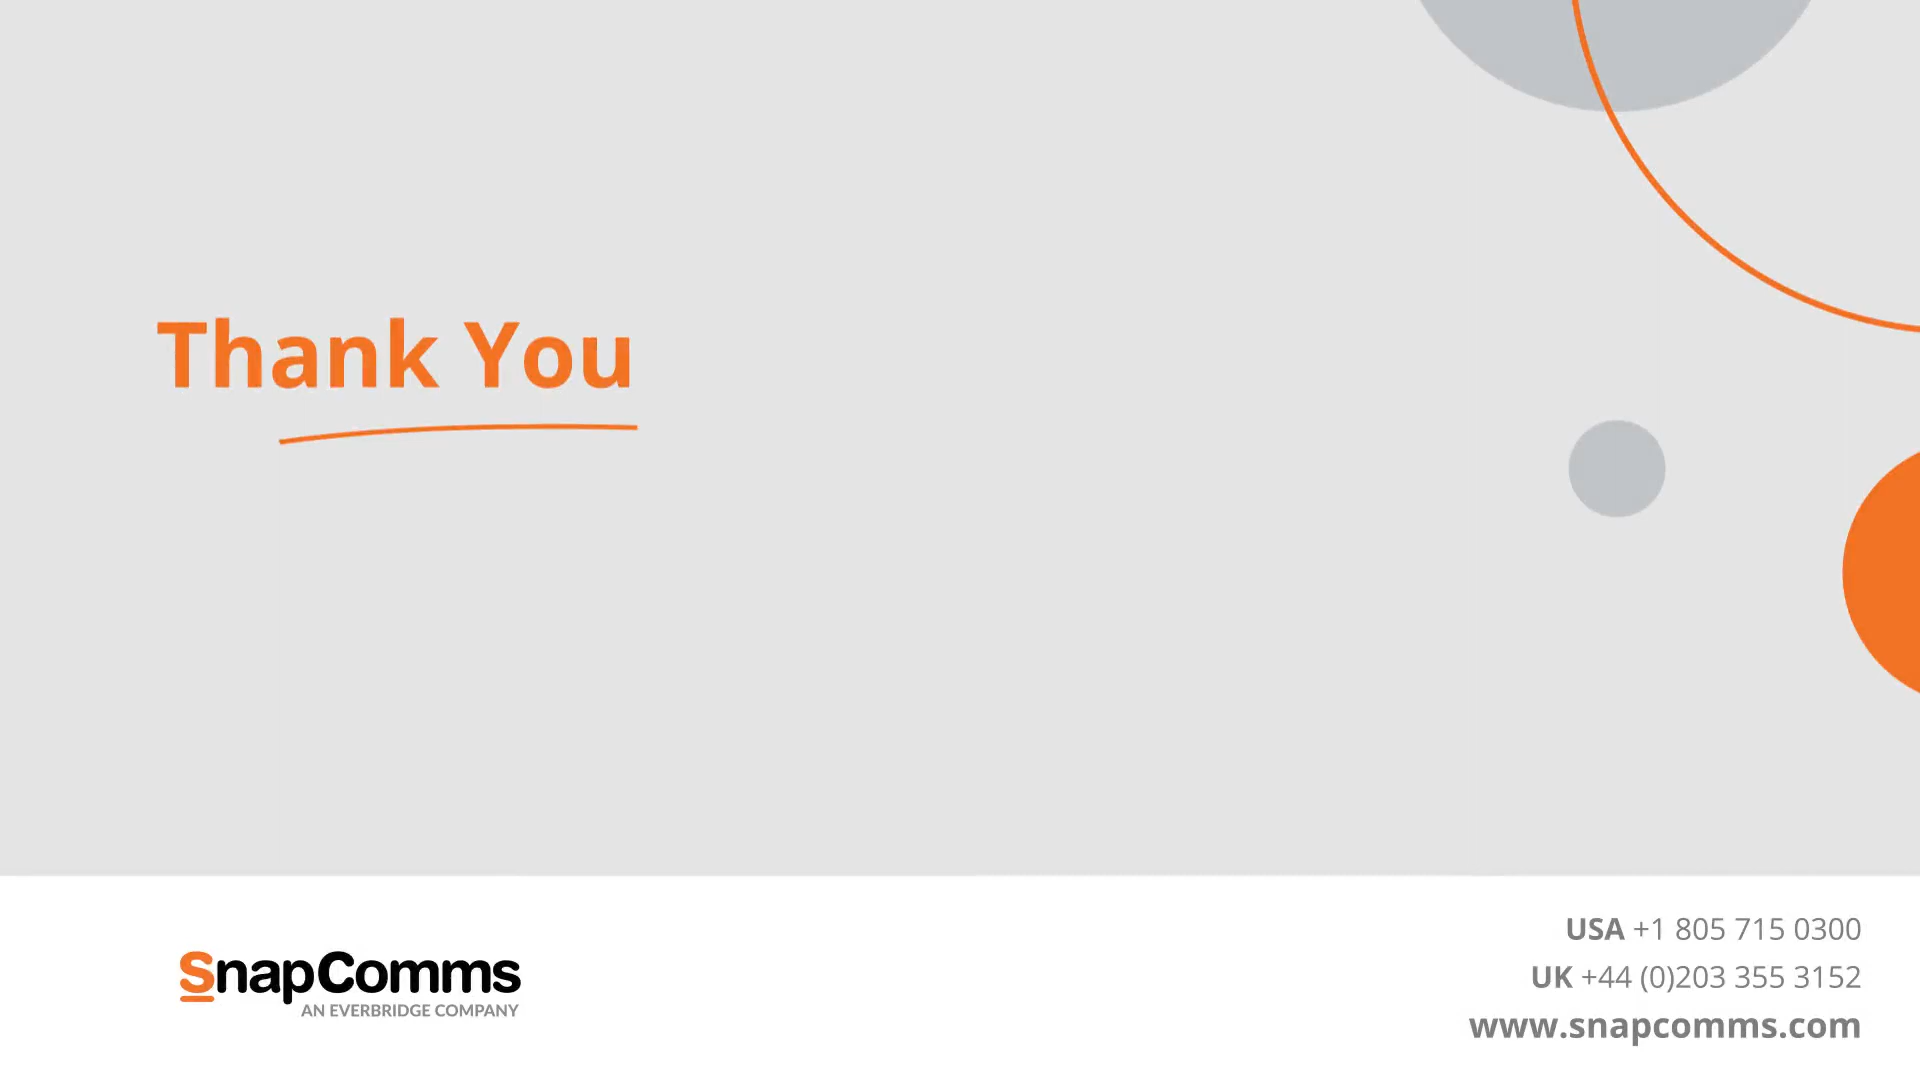 Thank You
SnapComms
AN EVERBRIDGE COMPANY
USA +1 805 715 0300
UK +44 (0)203 355 3152
www.snapcomms.com